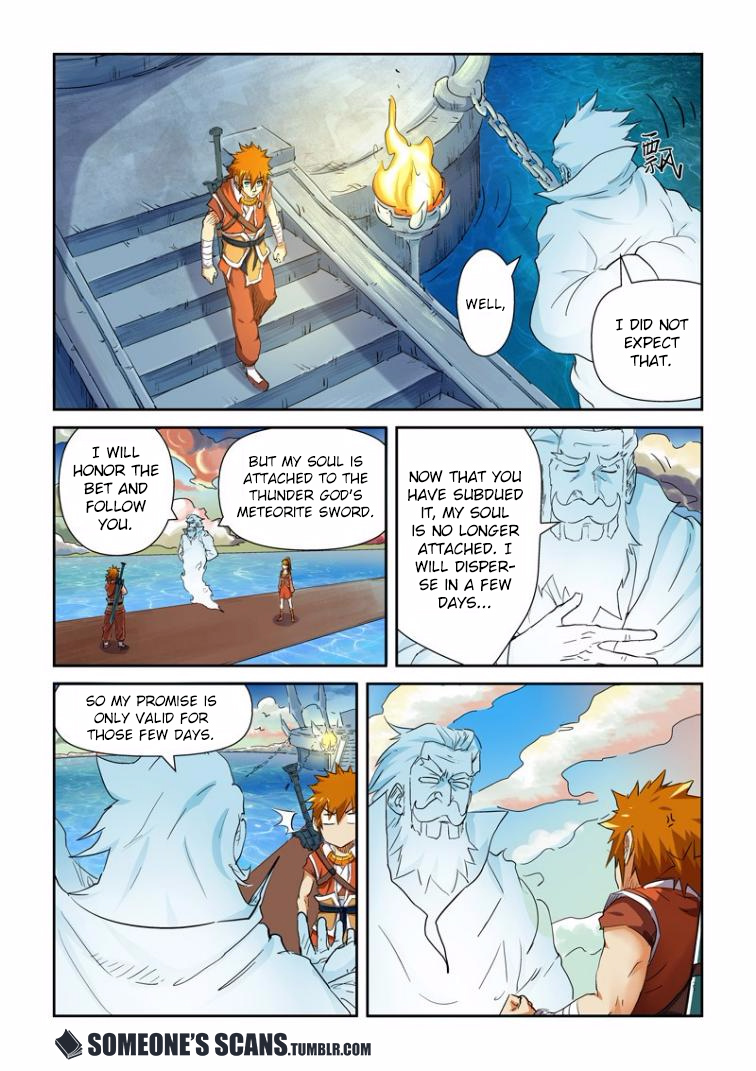 飘
WELL,
I DID NOT
EXPECT
THAT.
I WILL
HONOR THE
BET AND
FOLLOW
YOU.
BUT MY SOUL IS
ATTACHED TO THE
THUNDER GOD'S
METEORITE SWORD.
NOW THAT YOU
HAVE SUBDUED
IT, MY SOUL
IS NO LONGER
ATTACHED. I
WILL DISPER-
SE IN A FEW
DAYS...
SO MY PROMISE IS
ONLY VALID FOR
THOSE FEW DAYS.
SOMEONE'S SCANS.TUMBLR.COM